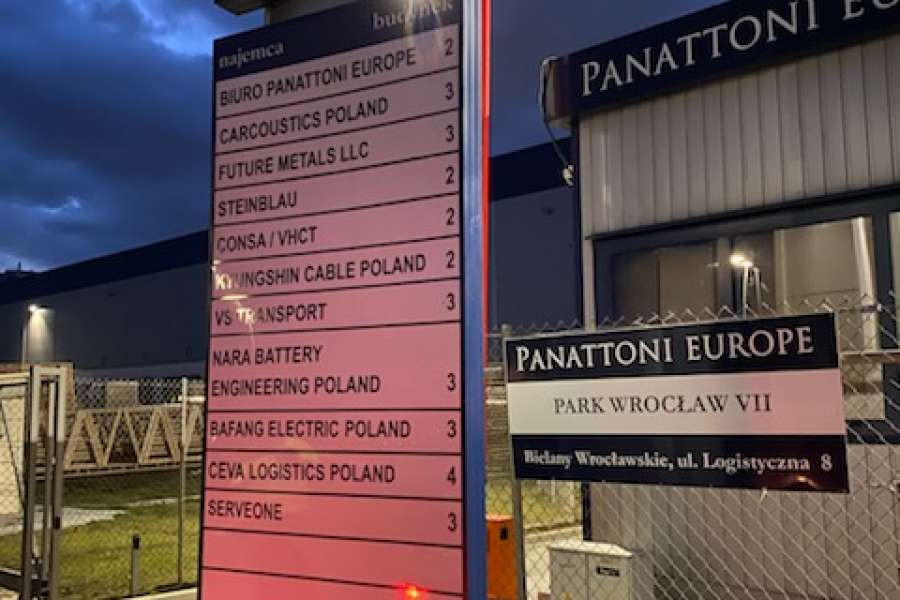 najemca budynek
BIURO PANATTONI EUROPE 2
CARCOUSTICS POLAND 3
FUTURE METALS LLC 3
STEINBLAU 2
CONSA / VHCT 2
KYUNGSHIN CABLE POLAND 2
VS TRANSPORT 3
NARA BATTERY
ENGINEERING POLAND 3
BAFANG ELECTRIC POLAND 3
CEVA LOGISTICS POLAND 4
SERVEONE 3
PANATTONI EU
PANATTONI EUROPE
PARK WROCŁAW VII
Bielany Wrocławskie, ul. Logistyczna 8